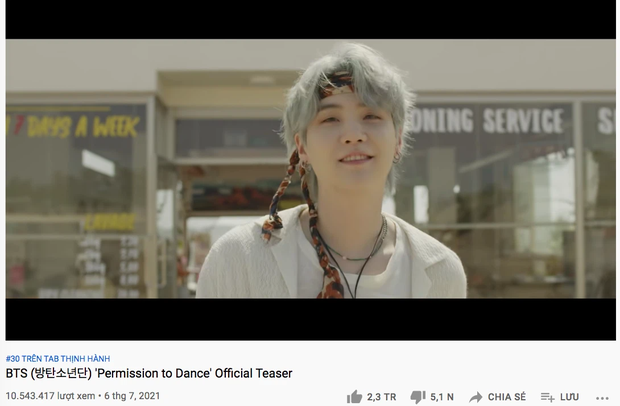 7 DAYS A WEEK
ONING SERVICE
S
LAVAGE
#30 TRÊN TAB THỊNH HÀNH
BTS (방탄소년단) 'Permission to Dance' Official Teaser
10.543.417 lượt xem • 6 thg 7, 2021
2,3 TR
5,1 N
CHIA SẺ
LƯU